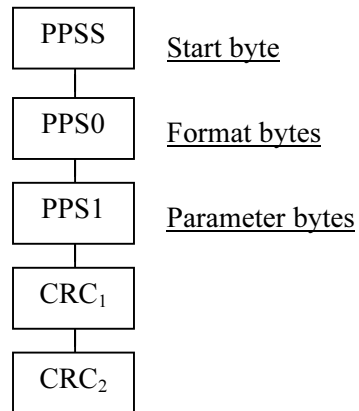 PPSS Start byte
PPS0 Format bytes
PPS1 Parameter bytes
CRC₁
CRC₂